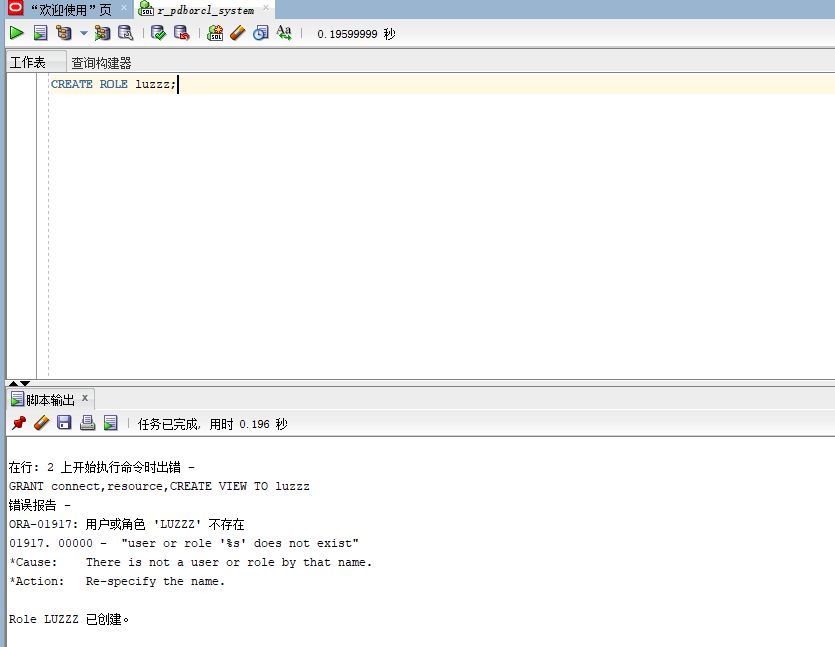 “欢迎使用”页
r_pdborcl_system
0.19599999 秒
工作表 查询构建器
CREATE ROLE luzzz;
脚本输出 x
任务已完成, 用时 0.196 秒
在行: 2 上开始执行命令时出错 -
GRANT connect,resource,CREATE VIEW TO luzzz
错误报告 -
ORA-01917: 用户或角色 'LUZZZ' 不存在
01917. 00000 -  "user or role '%s' does not exist"
*Cause:    There is not a user or role by that name.
*Action:   Re-specify the name.
Role LUZZZ 已创建。